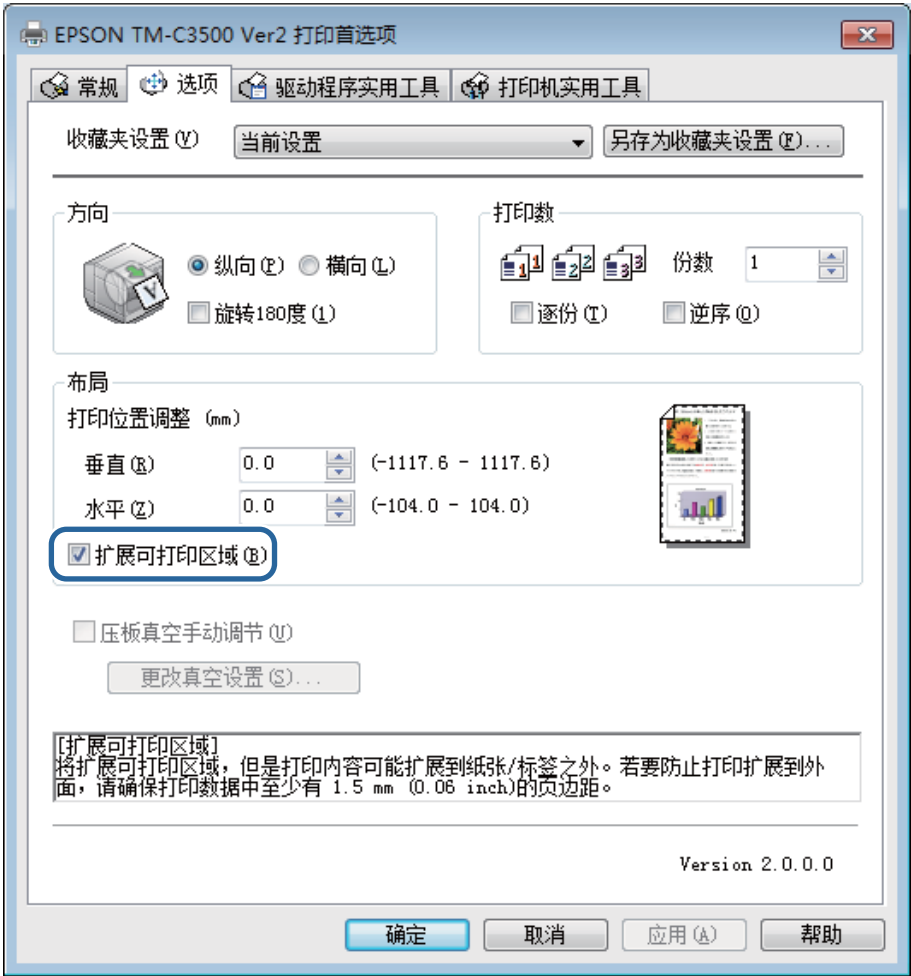 EPSON TM-C3500 Ver2 打印首选项
常规 选项 驱动程序实用工具 打印机实用工具
收藏夹设置(V) 当前设置 另存为收藏夹设置(F)...
方向
纵向(P) 横向(L)
旋转180度(1)
打印数
1 1 2 2 3 3 份数 1
逐份(T) 逆序(O)
布局
打印位置调整 (mm)
垂直(R) 0.0 (-1117.6 - 1117.6)
水平(Z) 0.0 (-104.0 - 104.0)
扩展可打印区域(B)
压板真空手动调节(U)
更改真空设置(S)...
[扩展可打印区域]
将扩展可打印区域，但是打印内容可能扩展到纸张/标签之外。若要防止打印扩展到外
面，请确保打印数据中至少有 1.5 mm (0.06 inch)的页边距。
Version 2.0.0.0
确定 取消 应用(A) 帮助